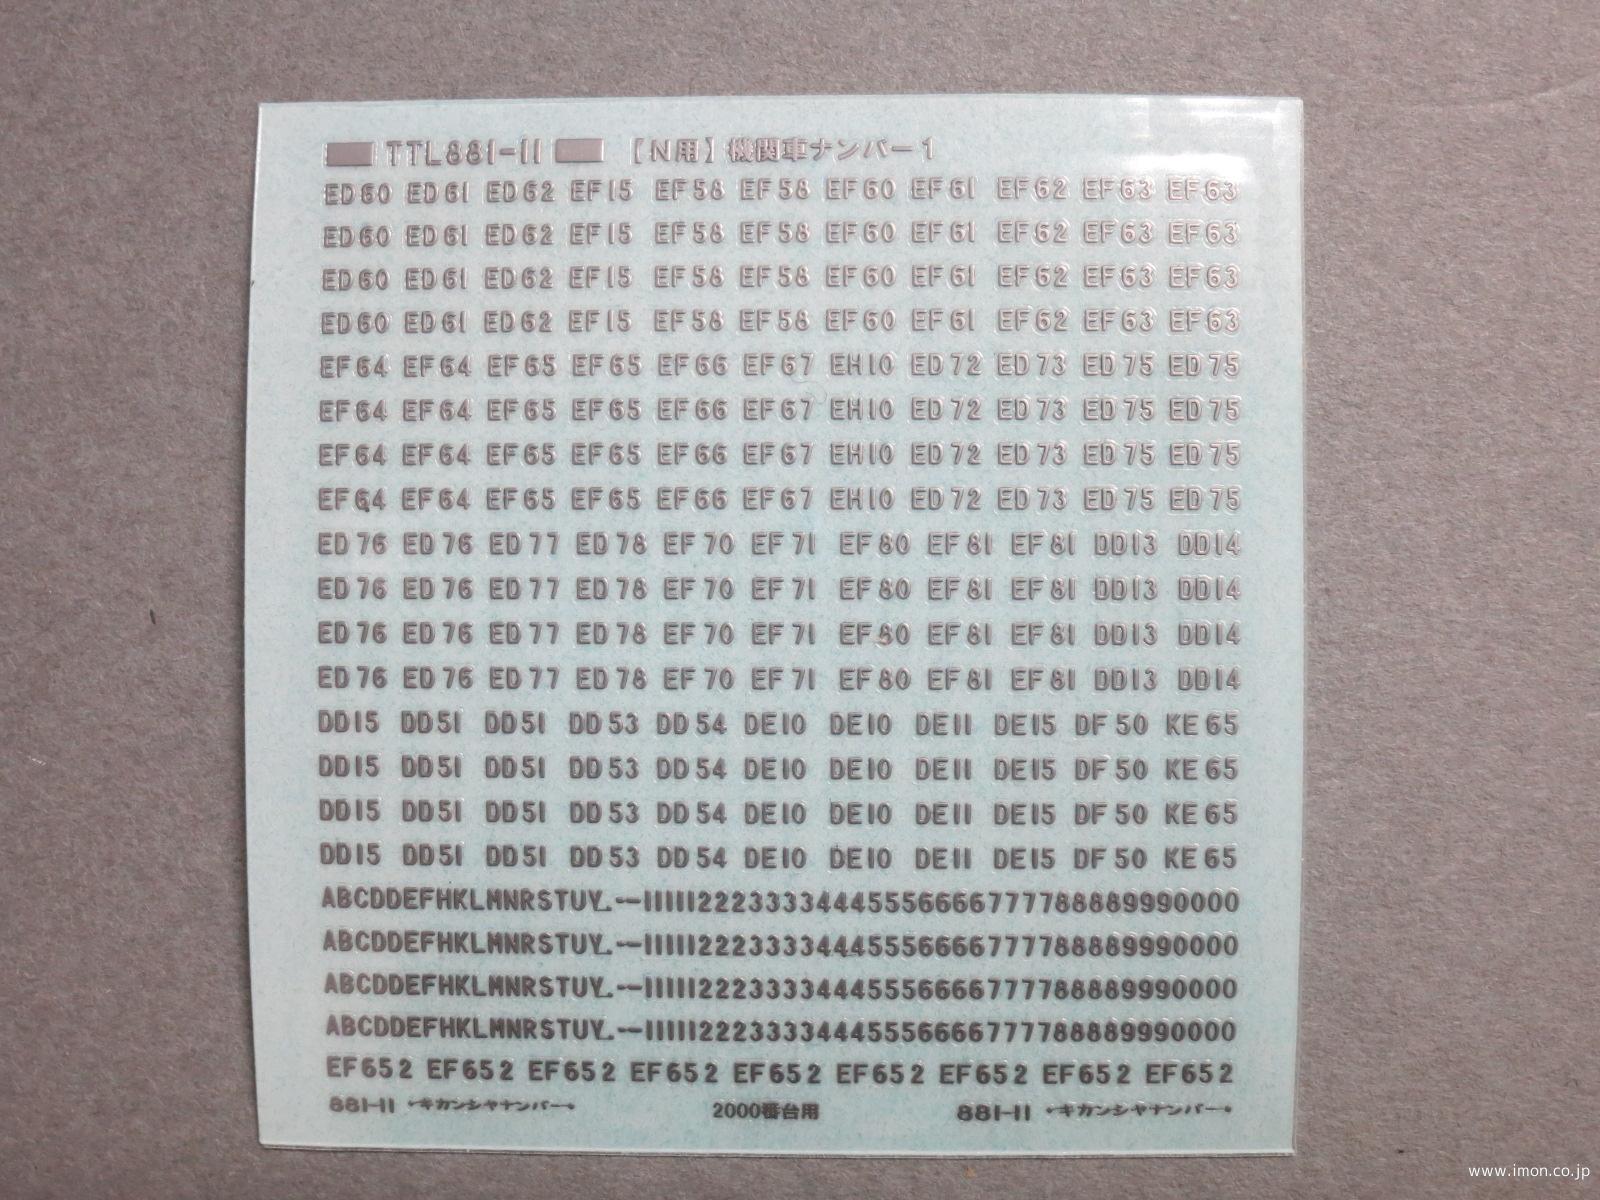 TTL881-11 【N用】機関車ナンバー1
ED60 ED61 ED62 EF15 EF58 EF58 EF60 EF61 EF62 EF63 EF63
ED60 ED61 ED62 EF15 EF58 EF58 EF60 EF61 EF62 EF63 EF63
ED60 ED61 ED62 EF15 EF58 EF58 EF60 EF61 EF62 EF63 EF63
ED60 ED61 ED62 EF15 EF58 EF58 EF60 EF61 EF62 EF63 EF63
EF64 EF64 EF65 EF65 EF66 EF67 EH10 ED72 ED73 ED75 ED75
EF64 EF64 EF65 EF65 EF66 EF67 EH10 ED72 ED73 ED75 ED75
EF64 EF64 EF65 EF65 EF66 EF67 EH10 ED72 ED73 ED75 ED75
EF64 EF64 EF65 EF65 EF66 EF67 EH10 ED72 ED73 ED75 ED75
ED76 ED76 ED77 ED78 EF70 EF71 EF80 EF81 EF81 DD13 DD14
ED76 ED76 ED77 ED78 EF70 EF71 EF80 EF81 EF81 DD13 DD14
ED76 ED76 ED77 ED78 EF70 EF71 EF80 EF81 EF81 DD13 DD14
ED76 ED76 ED77 ED78 EF70 EF71 EF80 EF81 EF81 DD13 DD14
DD15 DD51 DD51 DD53 DD54 DE10 DE10 DE11 DE15 DF50 KE65
DD15 DD51 DD51 DD53 DD54 DE10 DE10 DE11 DE15 DF50 KE65
DD15 DD51 DD51 DD53 DD54 DE10 DE10 DE11 DE15 DF50 KE65
DD15 DD51 DD51 DD53 DD54 DE10 DE10 DE11 DE15 DF50 KE65
ABCDDEFHKLMNRSTUY.-–11111222333344455566667777888899900000
ABCDDEFHKLMNRSTUY.-–11111222333344455566667777888899900000
ABCDDEFHKLMNRSTUY.-–11111222333344455566667777888899900000
ABCDDEFHKLMNRSTUY.-–11111222333344455566667777888899900000
EF652 EF652 EF652 EF652 EF652 EF652 EF652 EF652 EF652
881-11 •キカンシャナンバー• 2000番台用 881-11 •キカンシャナンバー•
www.imon.co.jp